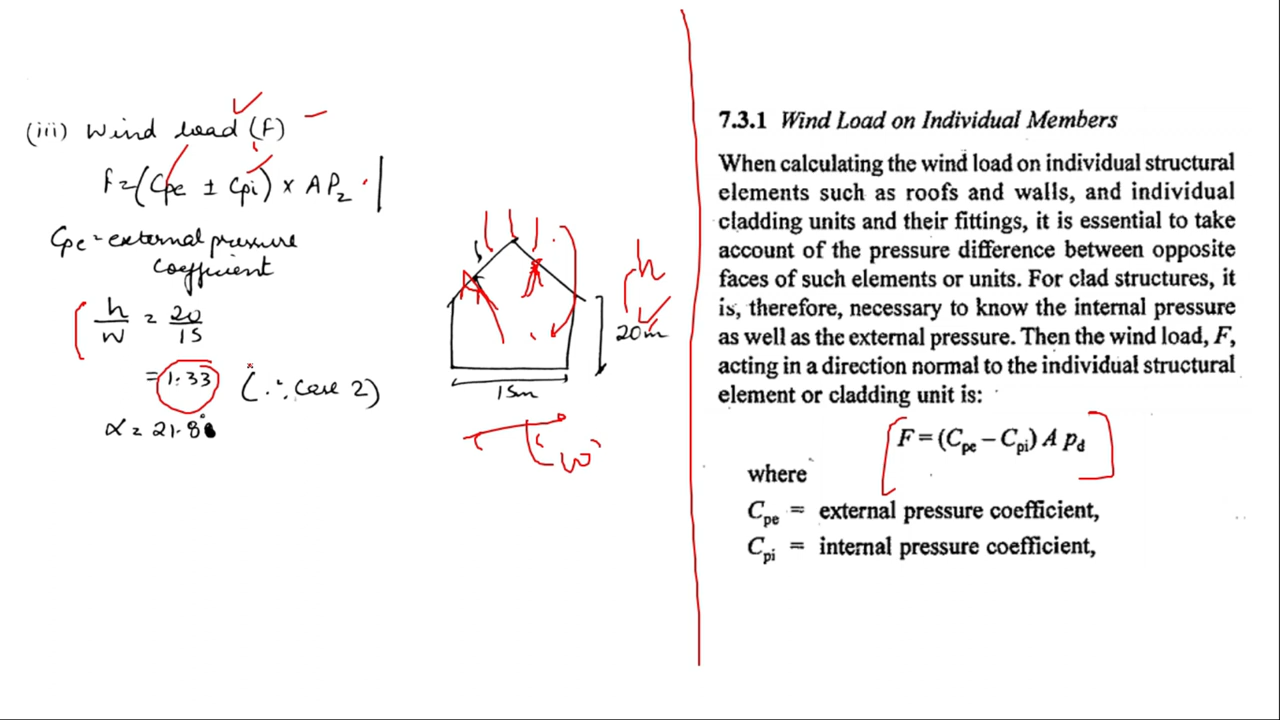 (iii) Wind load (F)
F = (Cpe ± Cpi) × A Pz
Cpe = external pressure
coefficient
h/w = 20/15
= 1.33 (∴ case 2)
α = 21.8°
h
20m
15m
w
7.3.1 Wind Load on Individual Members
When calculating the wind load on individual structural
elements such as roofs and walls, and individual
cladding units and their fittings, it is essential to take
account of the pressure difference between opposite
faces of such elements or units. For clad structures, it
is, therefore, necessary to know the internal pressure
as well as the external pressure. Then the wind load, F,
acting in a direction normal to the individual structural
element or cladding unit is:
F = (Cpe – Cpi) A pd
where
Cpe = external pressure coefficient,
Cpi = internal pressure coefficient,